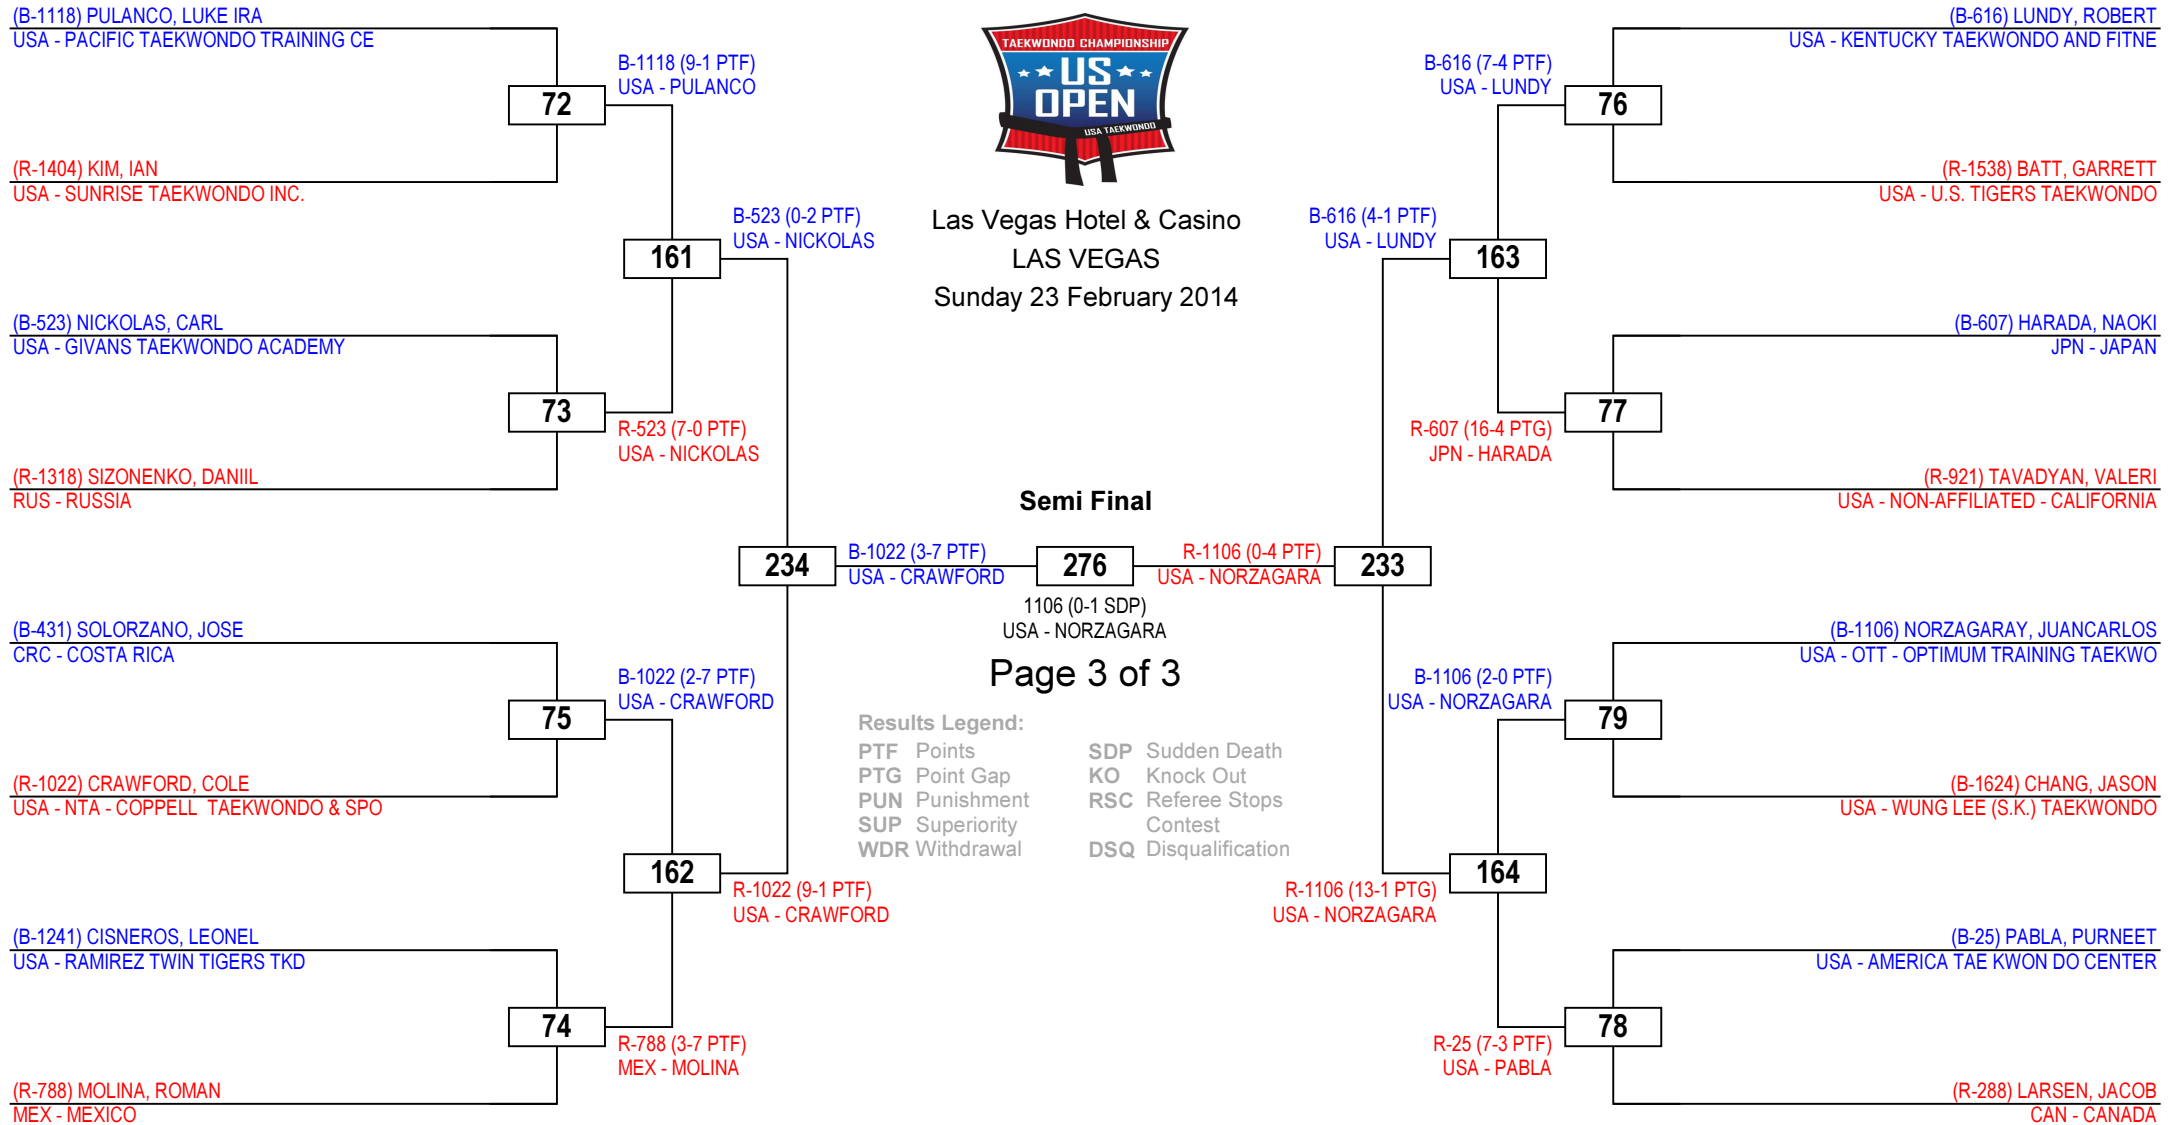 (B-1118) PULANCO, LUKE IRA
USA - PACIFIC TAEKWONDO TRAINING CE
B-1118 (9-1 PTF)
USA - PULANCO
72
(R-1404) KIM, IAN
USA - SUNRISE TAEKWONDO INC.
B-523 (0-2 PTF)
USA - NICKOLAS
161
(B-523) NICKOLAS, CARL
USA - GIVANS TAEKWONDO ACADEMY
73
R-523 (7-0 PTF)
USA - NICKOLAS
(R-1318) SIZONENKO, DANIIL
RUS - RUSSIA
234
B-1022 (3-7 PTF)
USA - CRAWFORD
(B-431) SOLORZANO, JOSE
CRC - COSTA RICA
B-1022 (2-7 PTF)
USA - CRAWFORD
75
(R-1022) CRAWFORD, COLE
USA - NTA - COPPELL  TAEKWONDO & SPO
162
R-1022 (9-1 PTF)
USA - CRAWFORD
(B-1241) CISNEROS, LEONEL
USA - RAMIREZ TWIN TIGERS TKD
74
R-788 (3-7 PTF)
MEX - MOLINA
(R-788) MOLINA, ROMAN
MEX - MEXICO
TAEKWONDO CHAMPIONSHIP
US
OPEN
USA TAEKWONDO
Las Vegas Hotel & Casino
LAS VEGAS
Sunday 23 February 2014
Semi Final
276
1106 (0-1 SDP)
USA - NORZAGARA
Page 3 of 3
Results Legend:
PTF Points
PTG Point Gap
PUN Punishment
SUP Superiority
WDR Withdrawal
SDP Sudden Death
KO Knock Out
RSC Referee Stops
Contest
DSQ Disqualification
(B-616) LUNDY, ROBERT
USA - KENTUCKY TAEKWONDO AND FITNE
B-616 (7-4 PTF)
USA - LUNDY
76
(R-1538) BATT, GARRETT
USA - U.S. TIGERS TAEKWONDO
B-616 (4-1 PTF)
USA - LUNDY
163
(B-607) HARADA, NAOKI
JPN - JAPAN
77
R-607 (16-4 PTG)
JPN - HARADA
(R-921) TAVADYAN, VALERI
USA - NON-AFFILIATED - CALIFORNIA
R-1106 (0-4 PTF)
USA - NORZAGARA
233
(B-1106) NORZAGARAY, JUANCARLOS
USA - OTT - OPTIMUM TRAINING TAEKWO
B-1106 (2-0 PTF)
USA - NORZAGARA
79
(B-1624) CHANG, JASON
USA - WUNG LEE (S.K.) TAEKWONDO
164
R-1106 (13-1 PTG)
USA - NORZAGARA
(B-25) PABLA, PURNEET
USA - AMERICA TAE KWON DO CENTER
78
R-25 (7-3 PTF)
USA - PABLA
(R-288) LARSEN, JACOB
CAN - CANADA